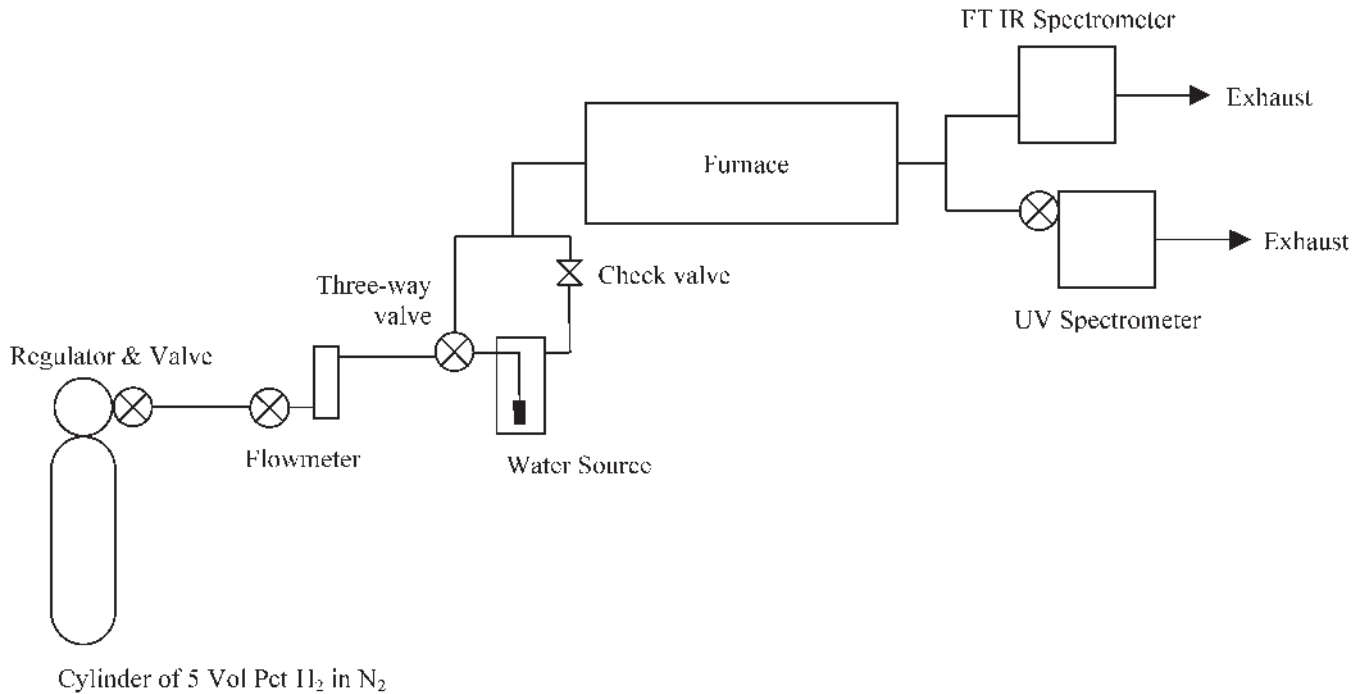 FT IR Spectrometer
Exhaust
Furnace
Exhaust
Check valve
Three-way
valve
UV Spectrometer
Regulator & Valve
Flowmeter
Water Source
Cylinder of 5 Vol Pct H₂ in N₂